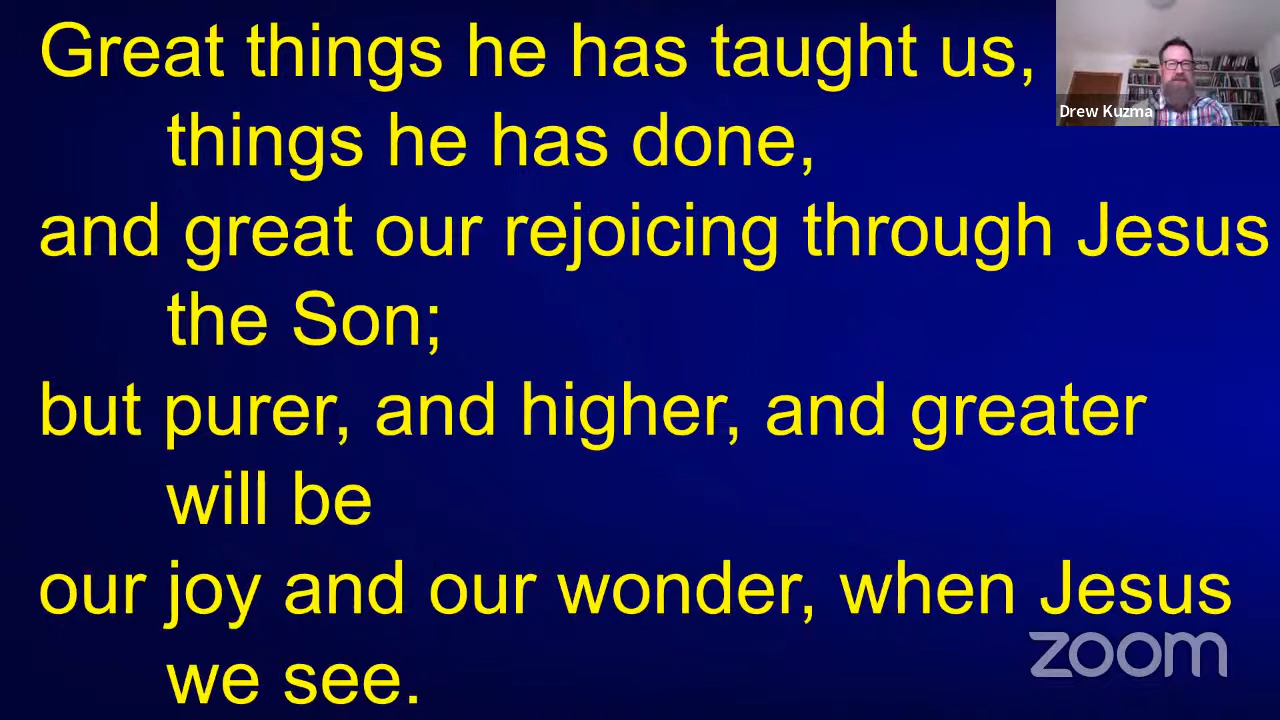 Great things he has taught us,
things he has done,
and great our rejoicing through Jesus
the Son;
but purer, and higher, and greater
will be
our joy and our wonder, when Jesus
we see.
Drew Kuzma
zoom